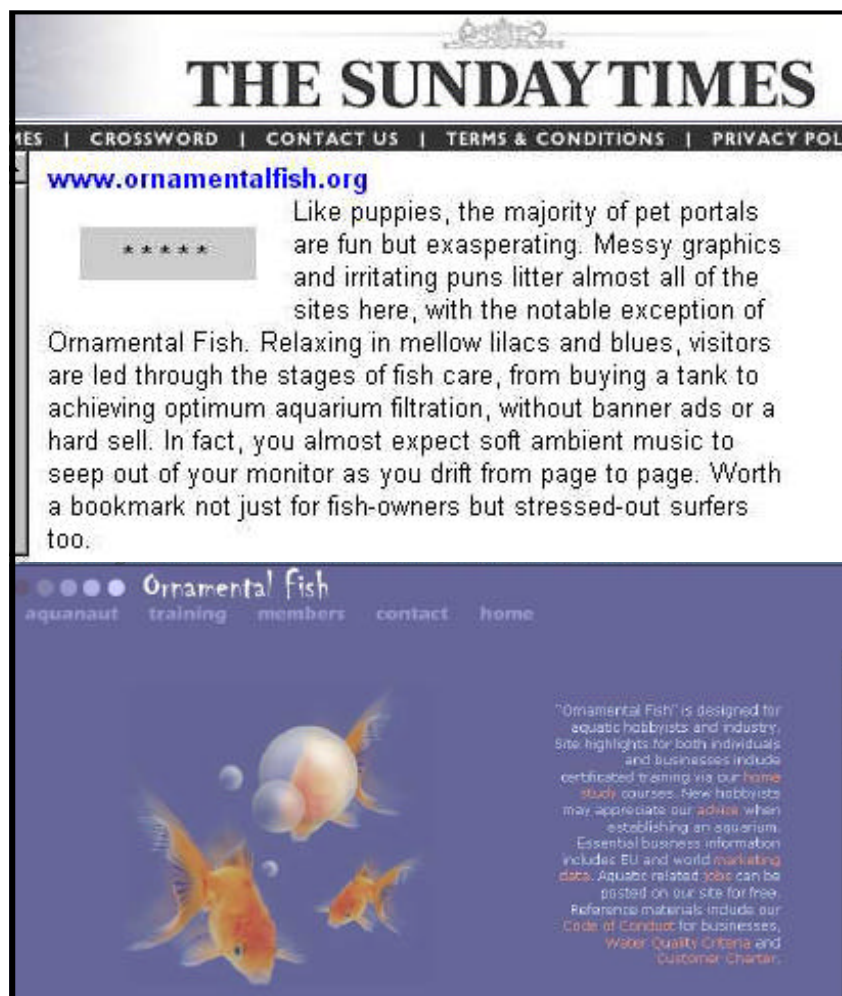 THE SUNDAY TIMES
MES | CROSSWORD | CONTACT US | TERMS & CONDITIONS | PRIVACY POL
www.ornamentalfish.org
Like puppies, the majority of pet portals
* * * * * are fun but exasperating. Messy graphics
and irritating puns litter almost all of the
sites here, with the notable exception of
Ornamental Fish. Relaxing in mellow lilacs and blues, visitors
are led through the stages of fish care, from buying a tank to
achieving optimum aquarium filtration, without banner ads or a
hard sell. In fact, you almost expect soft ambient music to
seep out of your monitor as you drift from page to page. Worth
a bookmark not just for fish-owners but stressed-out surfers
too.
Ornamental Fish
aquanaut training members contact home
"Ornamental Fish" is designed for
aquatic hobbyists and industry.
Site highlights for both individuals
and businesses include
certificated training via our home
study courses. New hobbyists
may appreciate our advice when
establishing an aquarium.
Essential business information
includes EU and world marketing
data. Aquatic related jobs can be
posted on our site for free.
Reference materials include our
Code of Conduct for businesses,
Water Quality Criteria and
Customer Charter.